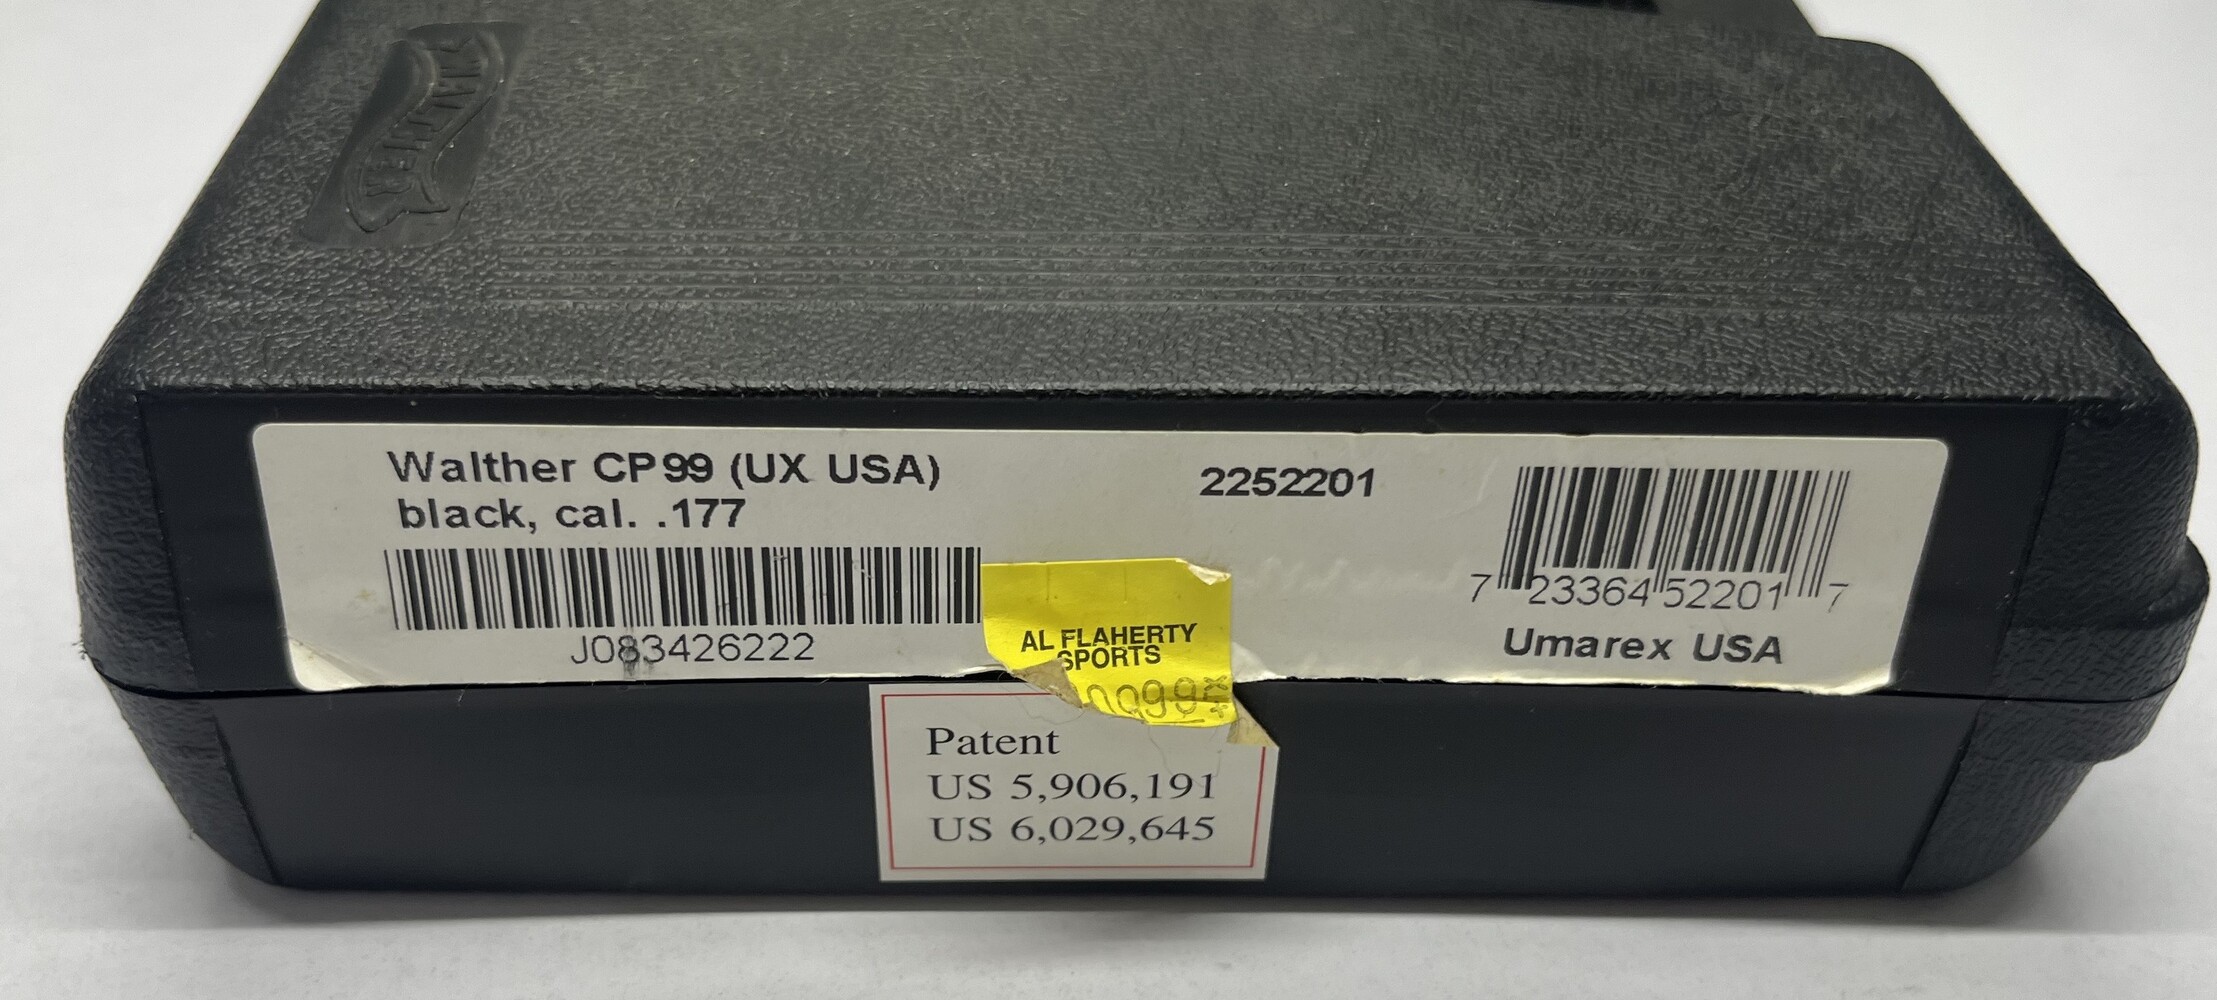 WALTHER
Walther CP99 (UX USA)
black, cal. .177
2252201
J083426222
7 23364 52201 7
Umarex USA
AL FLAHERTY
SPORTS
Patent
US 5,906,191
US 6,029,645